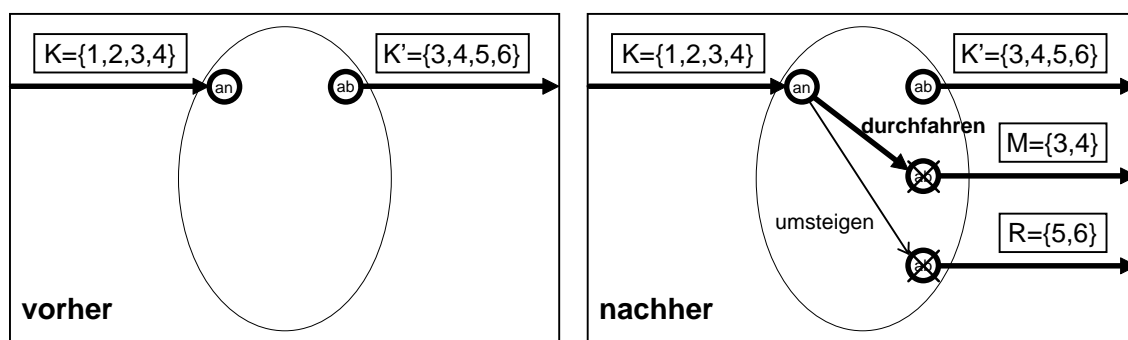 K={1,2,3,4}
K’={3,4,5,6}
an
ab
vorher
K={1,2,3,4}
K’={3,4,5,6}
an
ab
durchfahren
M={3,4}
ab
umsteigen
R={5,6}
ab
nachher